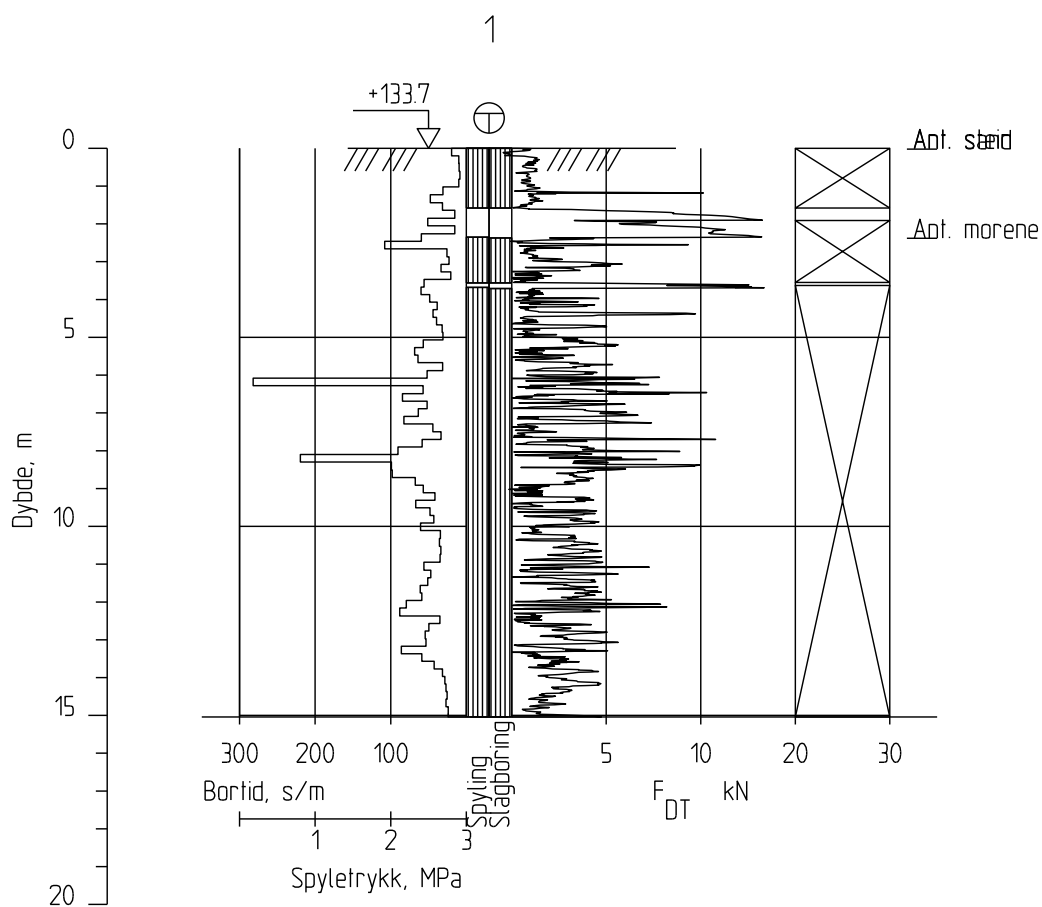 1
+133.7
0
Ant.
Ant. morene
5
Dybde, m
10
15
300 200 100 5 10 20 30
Spyling
Slagboring
Bortid, s/m
F DT kN
1 2 3
Spyletrykk, MPa
20